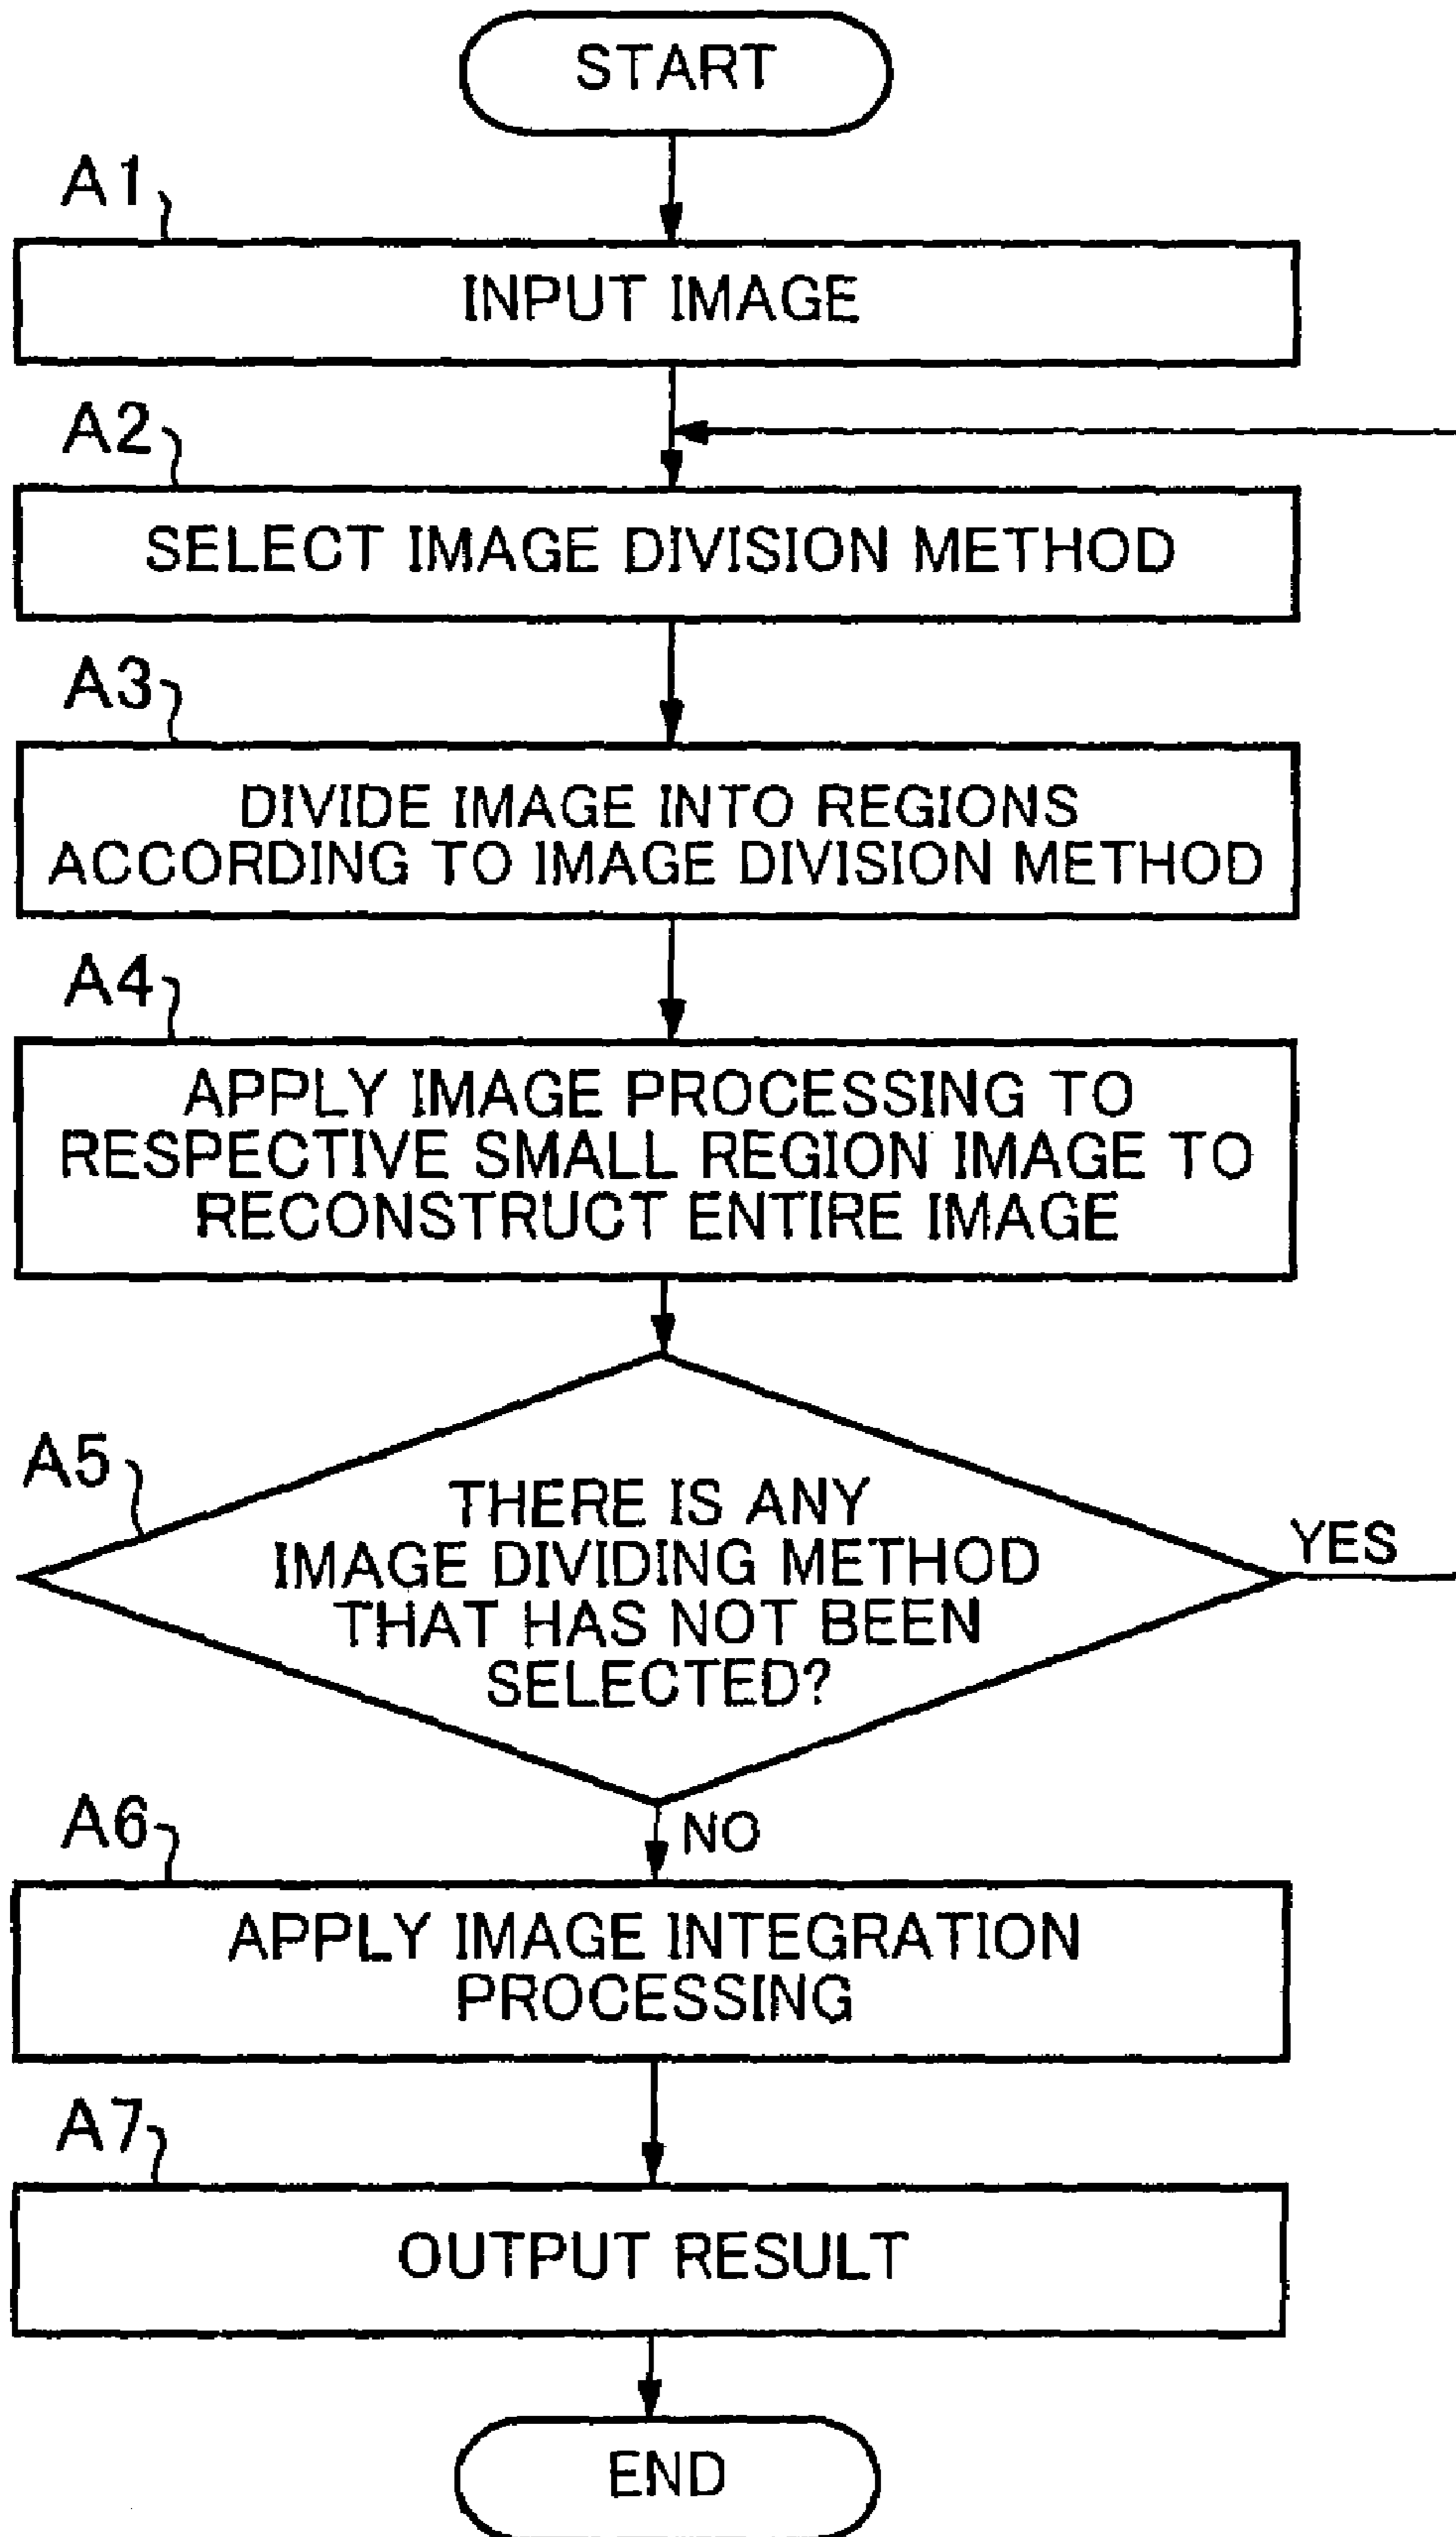 START
A1
INPUT IMAGE
A2
SELECT IMAGE DIVISION METHOD
A3
DIVIDE IMAGE INTO REGIONS
ACCORDING TO IMAGE DIVISION METHOD
A4
APPLY IMAGE PROCESSING TO
RESPECTIVE SMALL REGION IMAGE TO
RECONSTRUCT ENTIRE IMAGE
A5
THERE IS ANY
IMAGE DIVIDING METHOD
THAT HAS NOT BEEN
SELECTED?
YES
NO
A6
APPLY IMAGE INTEGRATION
PROCESSING
A7
OUTPUT RESULT
END